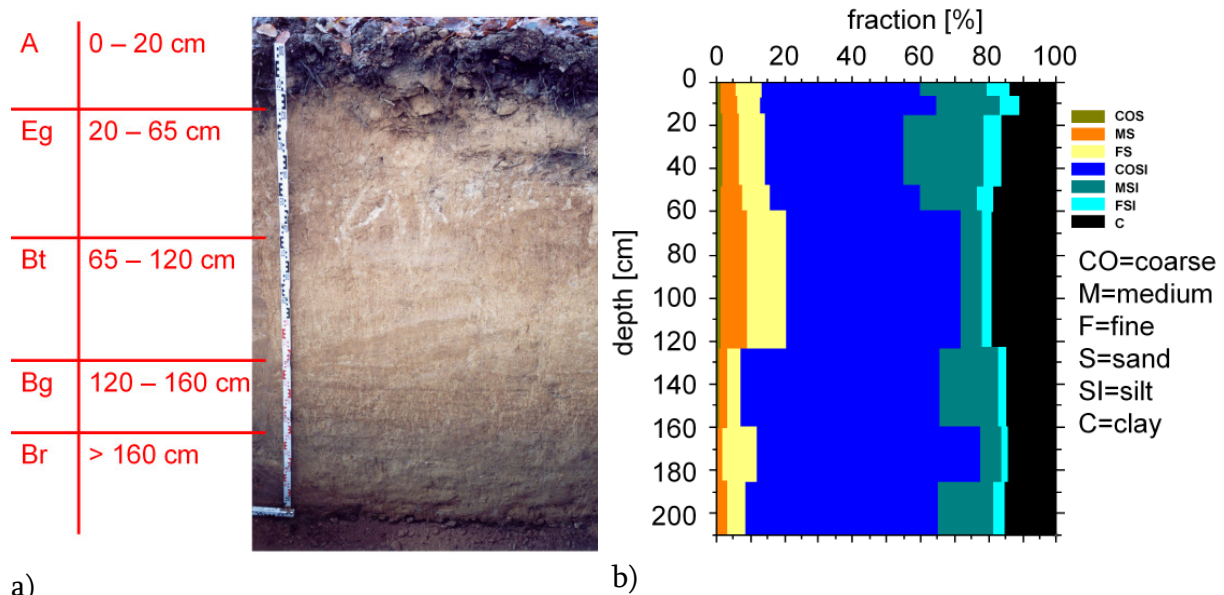 A 0 – 20 cm
Eg 20 – 65 cm
Bt 65 – 120 cm
Bg 120 – 160 cm
Br > 160 cm
a)
fraction [%]
0 20 40 60 80 100
depth [cm]
0
20
40
60
80
100
120
140
160
180
200
COS
MS
FS
COSI
MSI
FSI
C
CO=coarse
M=medium
F=fine
S=sand
SI=silt
C=clay
b)